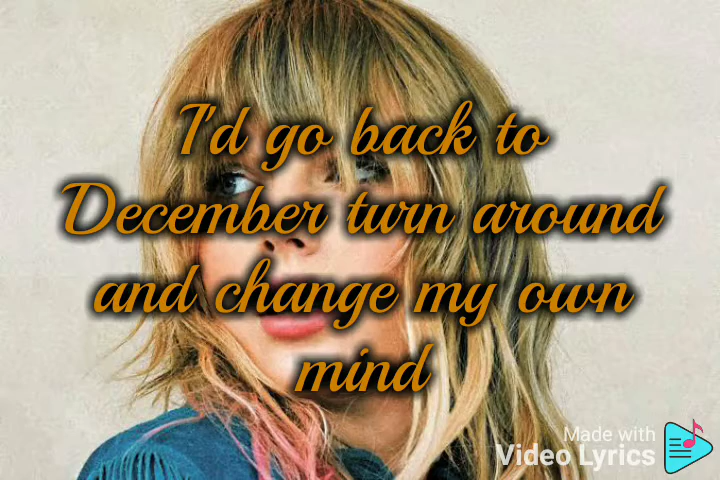 I'd go back to
December turn around
and change my own
mind
Made with
Video Lyrics